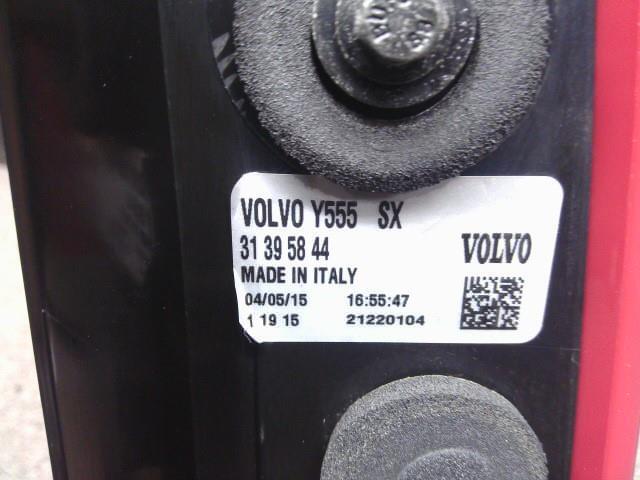 VOLVO Y555 SX
31 39 58 44
VOLVO
MADE IN ITALY
04/05/15 16:55:47
1 19 15 21220104